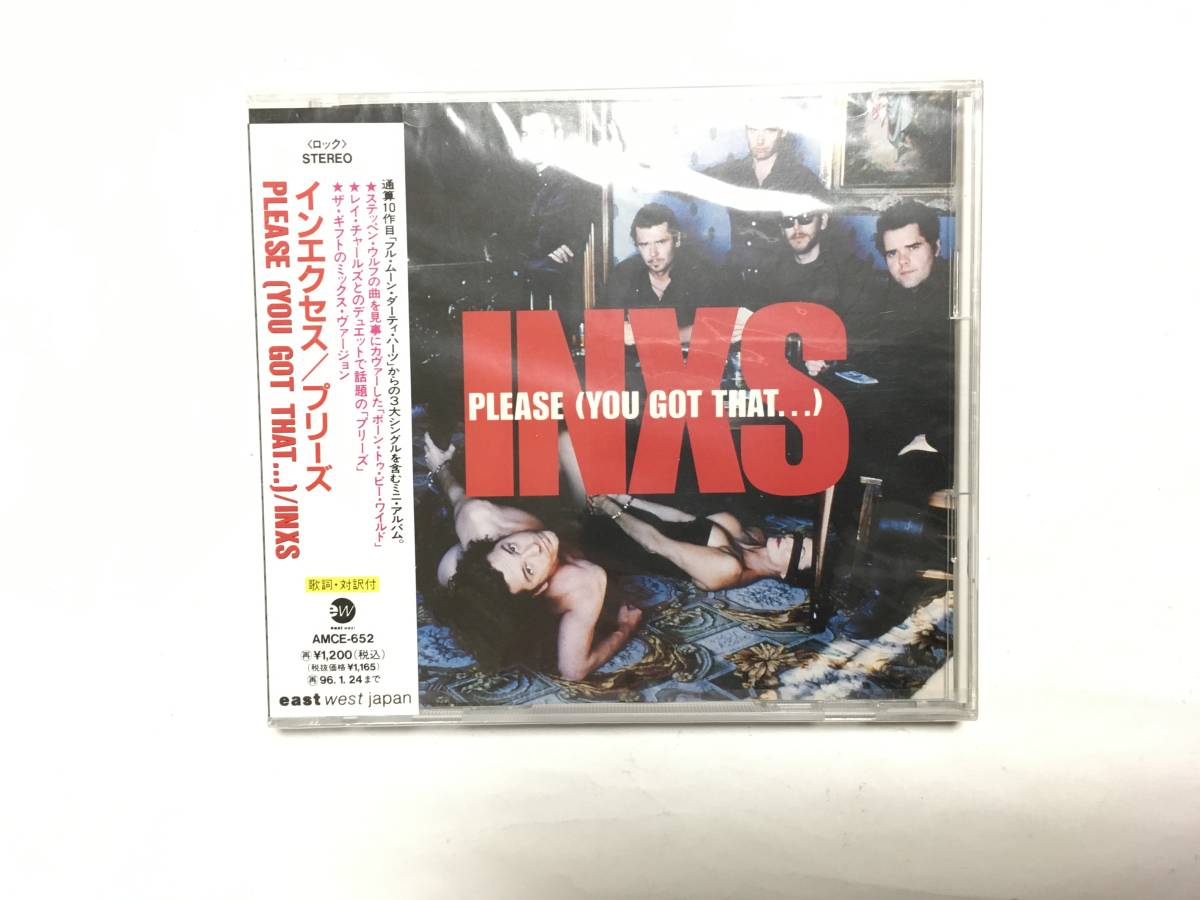 〈ロック〉
STEREO
インエクセス／プリーズ
PLEASE (YOU GOT THAT...)/INXS
通算10作目「フル・ムーン・ダーティ・ハーツ」からの3大シングルを含むミニ・アルバム。
★ステッペン・ウルフの曲を見事にカヴァーした「ボーン・トゥ・ビー・ワイルド」
★レイ・チャールズとのデュエットで話題の「プリーズ」
★ザ・ギフトのミックス・ヴァージョン
歌詞・対訳付
ew
east west
AMCE-652
再 ¥1,200(税込)
(税抜価格¥1,165)
再 96.1.24まで
east west japan
INXS
PLEASE (YOU GOT THAT...)